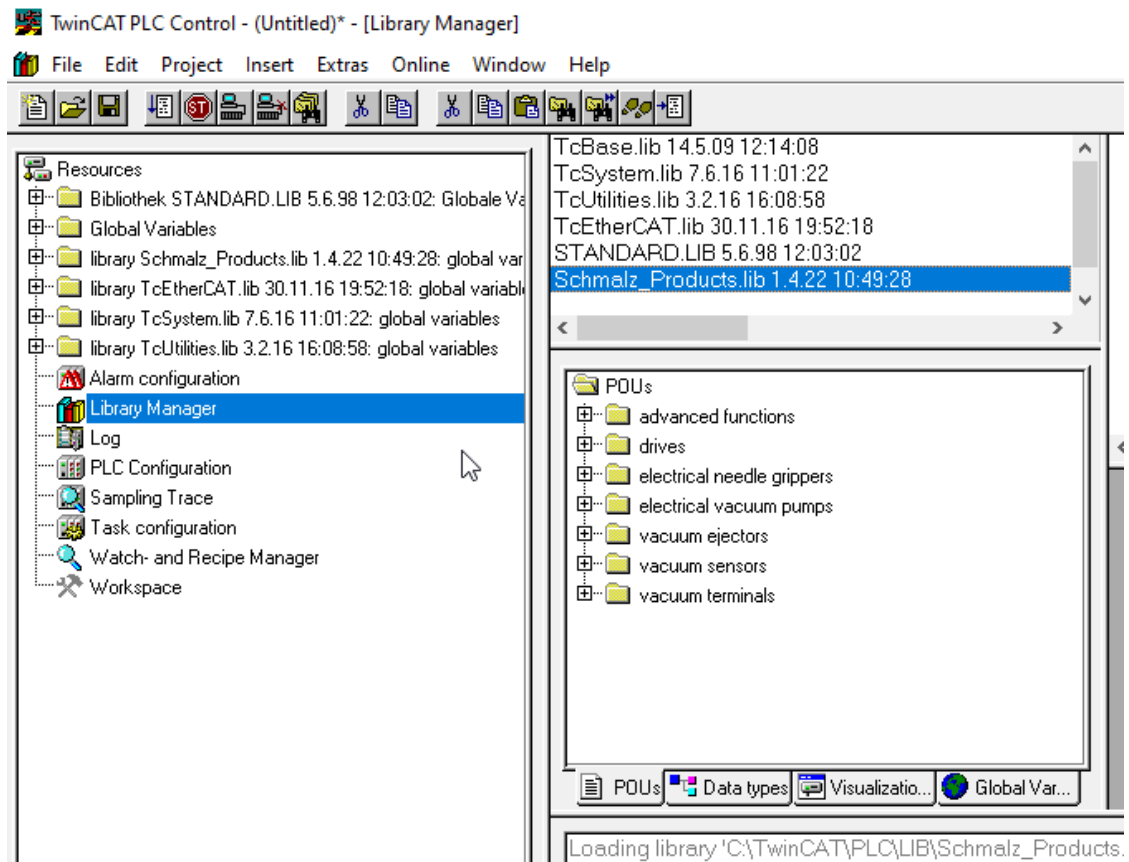 TwinCAT PLC Control - (Untitled)* - [Library Manager]
File Edit Project Insert Extras Online Window Help
ST
Resources
Bibliothek STANDARD.LIB 5.6.98 12:03:02: Globale Va
Global Variables
library Schmalz_Products.lib 1.4.22 10:49:28: global var
library TcEtherCAT.lib 30.11.16 19:52:18: global variabl
library TcSystem.lib 7.6.16 11:01:22: global variables
library TcUtilities.lib 3.2.16 16:08:58: global variables
Alarm configuration
Library Manager
Log
PLC Configuration
Sampling Trace
Task configuration
Watch- and Recipe Manager
Workspace
TcBase.lib 14.5.09 12:14:08
TcSystem.lib 7.6.16 11:01:22
TcUtilities.lib 3.2.16 16:08:58
TcEtherCAT.lib 30.11.16 19:52:18
STANDARD.LIB 5.6.98 12:03:02
Schmalz_Products.lib 1.4.22 10:49:28
POUs
advanced functions
drives
electrical needle grippers
electrical vacuum pumps
vacuum ejectors
vacuum sensors
vacuum terminals
POUs Data types Visualizatio... Global Var...
Loading library 'C:\TwinCAT\PLC\LIB\Schmalz_Products.